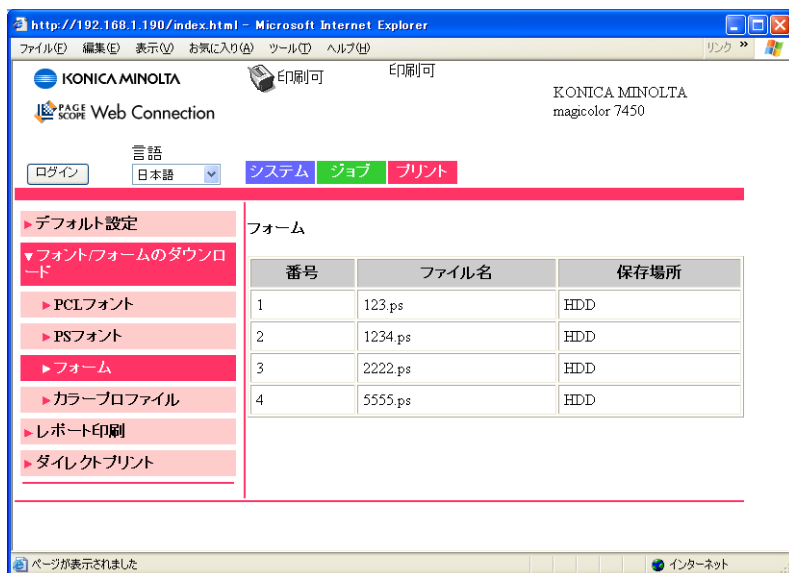 http://192.168.1.190/index.html - Microsoft Internet Explorer
ファイル(F) 編集(E) 表示(V) お気に入り(A) ツール(T) ヘルプ(H) リンク »
KONICA MINOLTA 印刷可 印刷可
KONICA MINOLTA
PAGE SCOPE Web Connection magicolor 7450
言語
ログイン 日本語 システム ジョブ プリント
▶デフォルト設定
フォーム
▼フォント/フォームのダウンロ
ード
番号 ファイル名 保存場所
▶PCLフォント
1 123.ps HDD
▶PSフォント
2 1234.ps HDD
▶フォーム
3 2222.ps HDD
▶カラープロファイル
4 5555.ps HDD
▶レポート印刷
▶ダイレクトプリント
ページが表示されました インターネット